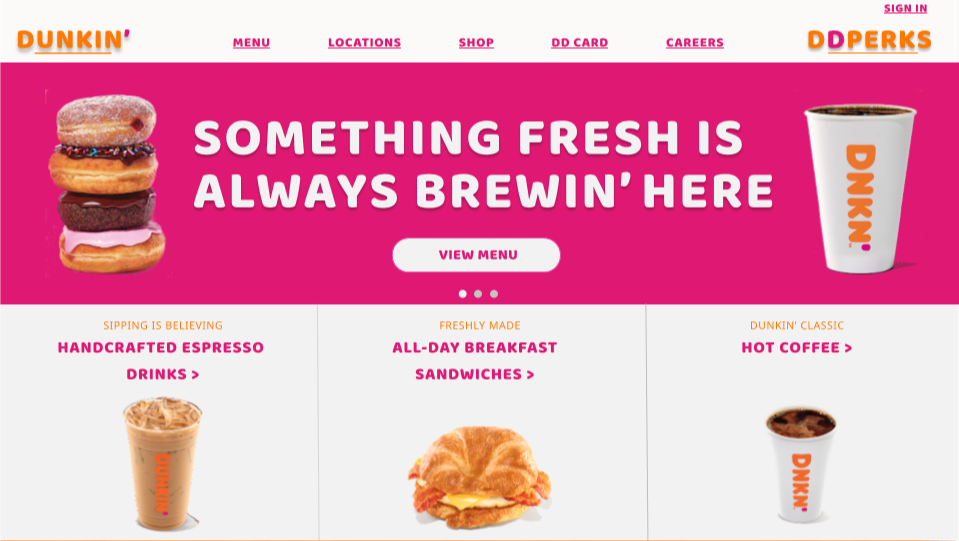 SIGN IN
DUNKIN'
MENU
LOCATIONS
SHOP
DD CARD
CAREERS
DDPERKS
SOMETHING FRESH IS
ALWAYS BREWIN' HERE
DNKN'
VIEW MENU
SIPPING IS BELIEVING
HANDCRAFTED ESPRESSO
DRINKS >
DUNKIN'
FRESHLY MADE
ALL-DAY BREAKFAST
SANDWICHES >
DUNKIN' CLASSIC
HOT COFFEE >
DNKN'